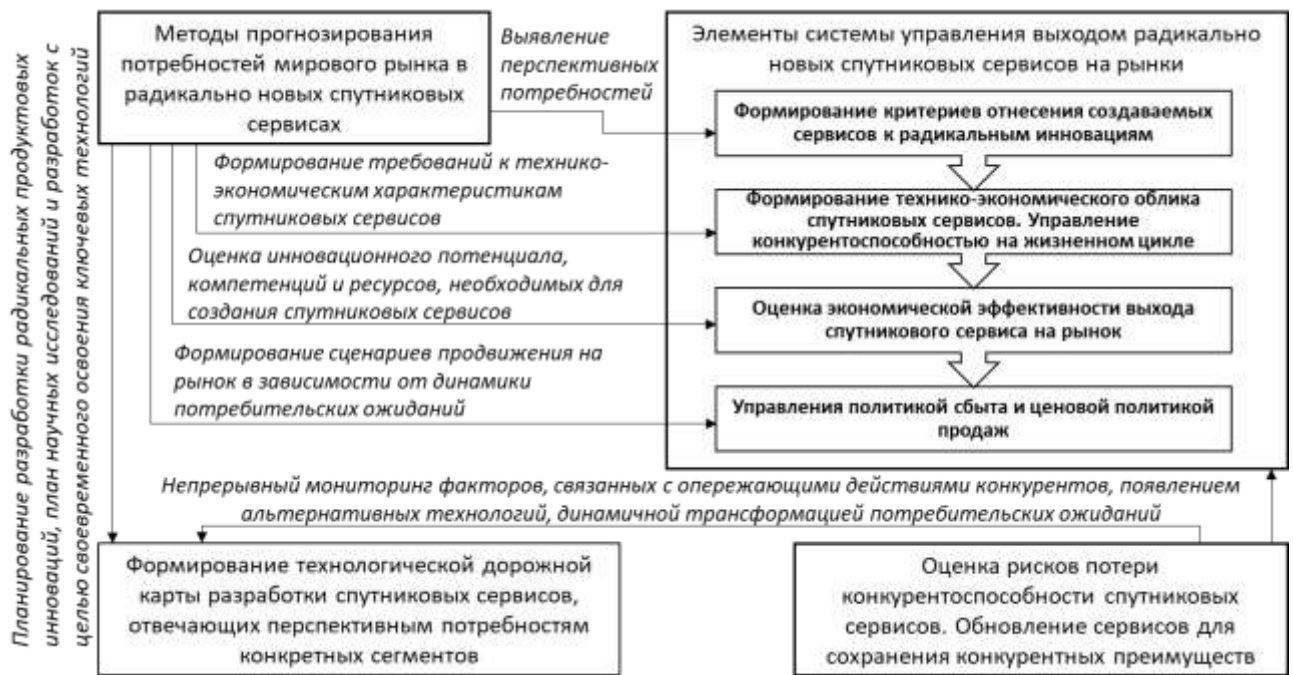 Планирование разработки радикальных продуктовых
инноваций, план научных исследований и разработок с
целью своевременного освоения ключевых технологий
Методы прогнозирования
потребностей мирового рынка в
радикально новых спутниковых
сервисах
Выявление
перспективных
потребностей
Формирование требований к технико-
экономическим характеристикам
спутниковых сервисов
Оценка инновационного потенциала,
компетенций и ресурсов, необходимых для
создания спутниковых сервисов
Формирование сценариев продвижения на
рынок в зависимости от динамики
потребительских ожиданий
Элементы системы управления выходом радикально
новых спутниковых сервисов на рынки
Формирование критериев отнесения создаваемых
сервисов к радикальным инновациям
Формирование технико-экономического облика
спутниковых сервисов. Управление
конкурентоспособностью на жизненном цикле
Оценка экономической эффективности выхода
спутникового сервиса на рынок
Управления политикой сбыта и ценовой политикой
продаж
Непрерывный мониторинг факторов, связанных с опережающими действиями конкурентов, появлением
альтернативных технологий, динамичной трансформацией потребительских ожиданий
Формирование технологической дорожной
карты разработки спутниковых сервисов,
отвечающих перспективным потребностям
конкретных сегментов
Оценка рисков потери
конкурентоспособности спутниковых
сервисов. Обновление сервисов для
сохранения конкурентных преимуществ